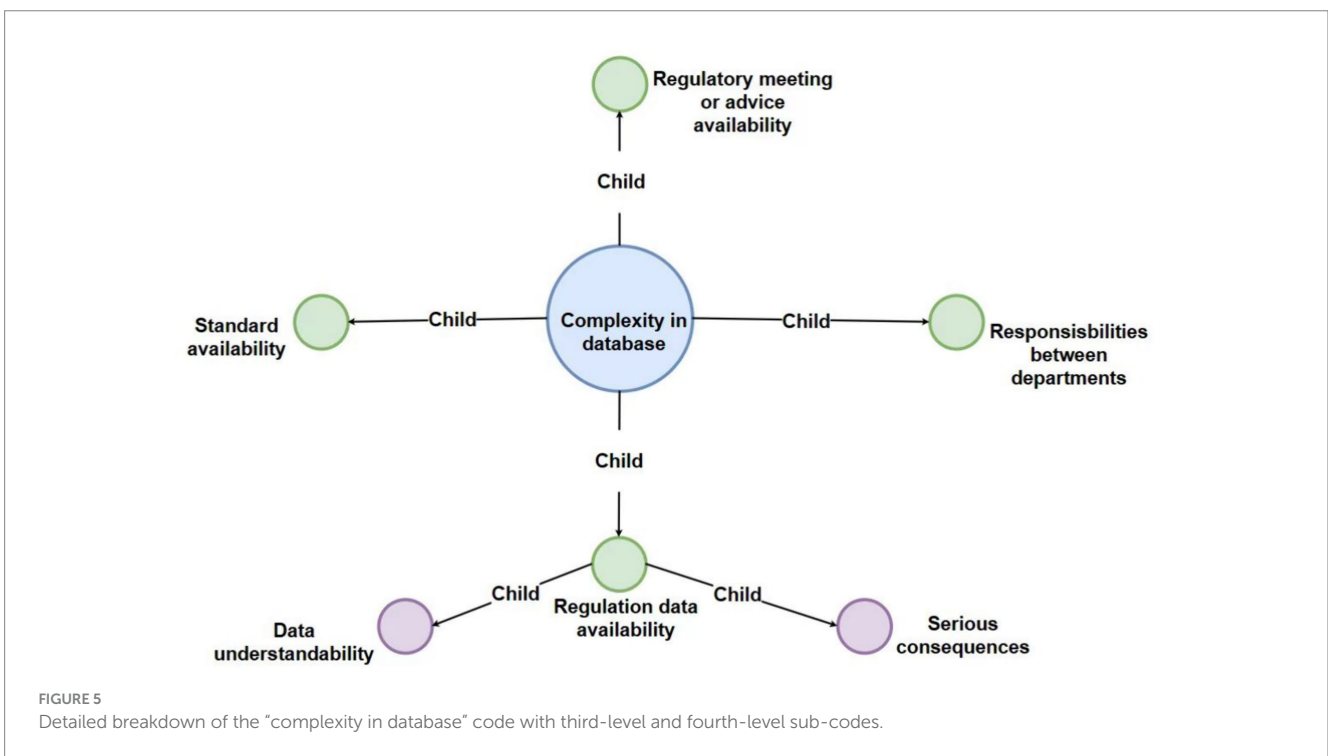 Regulatory meeting
or advice
availability
Child
Standard
availability
Child
Complexity in
database
Child
Responsisbilities
between
departments
Child
Child
Regulation data
availability
Child
Data
understandability
Serious
consequences
FIGURE 5
Detailed breakdown of the “complexity in database” code with third-level and fourth-level sub-codes.